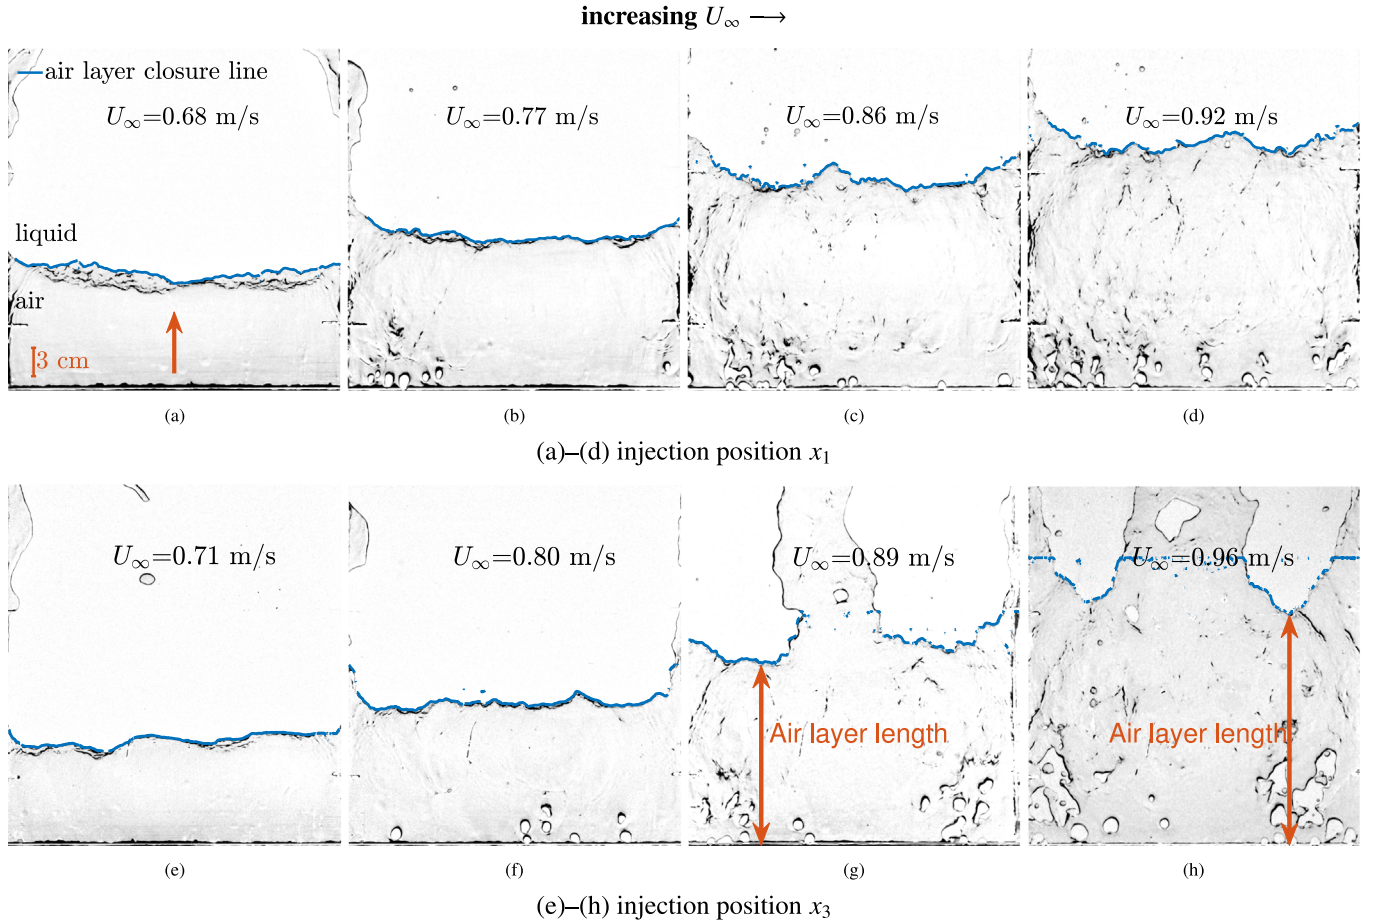 increasing U∞ →
air layer closure line
U∞=0.68 m/s
U∞=0.77 m/s
U∞=0.86 m/s
U∞=0.92 m/s
liquid
air
3 cm
(a)
(b)
(c)
(d)
(a)–(d) injection position x₁
U∞=0.71 m/s
U∞=0.80 m/s
U∞=0.89 m/s
U∞=0.96 m/s
Air layer length
Air layer length
(e)
(f)
(g)
(h)
(e)–(h) injection position x₃